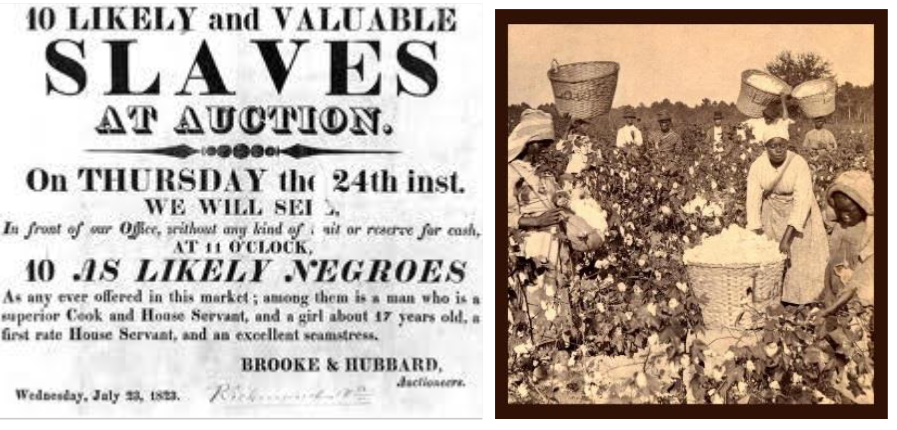 10 LIKELY and VALUABLE
SLAVES
AT AUCTION.
On THURSDAY the 24th inst.
WE WILL SEL ,
In front of our Office, without any kind of or reserve for cash,
AT 11 O'CLOCK,
10 AS LIKELY NEGROES
As any ever offered in this market; among them is a man who is a
superior Cook and House Servant, and a girl about 17 years old, a
first rate House Servant, and an excellent seamstress.
BROOKE & HUBBARD,
Auctioneers.
Wednesday, July 23, 1823.